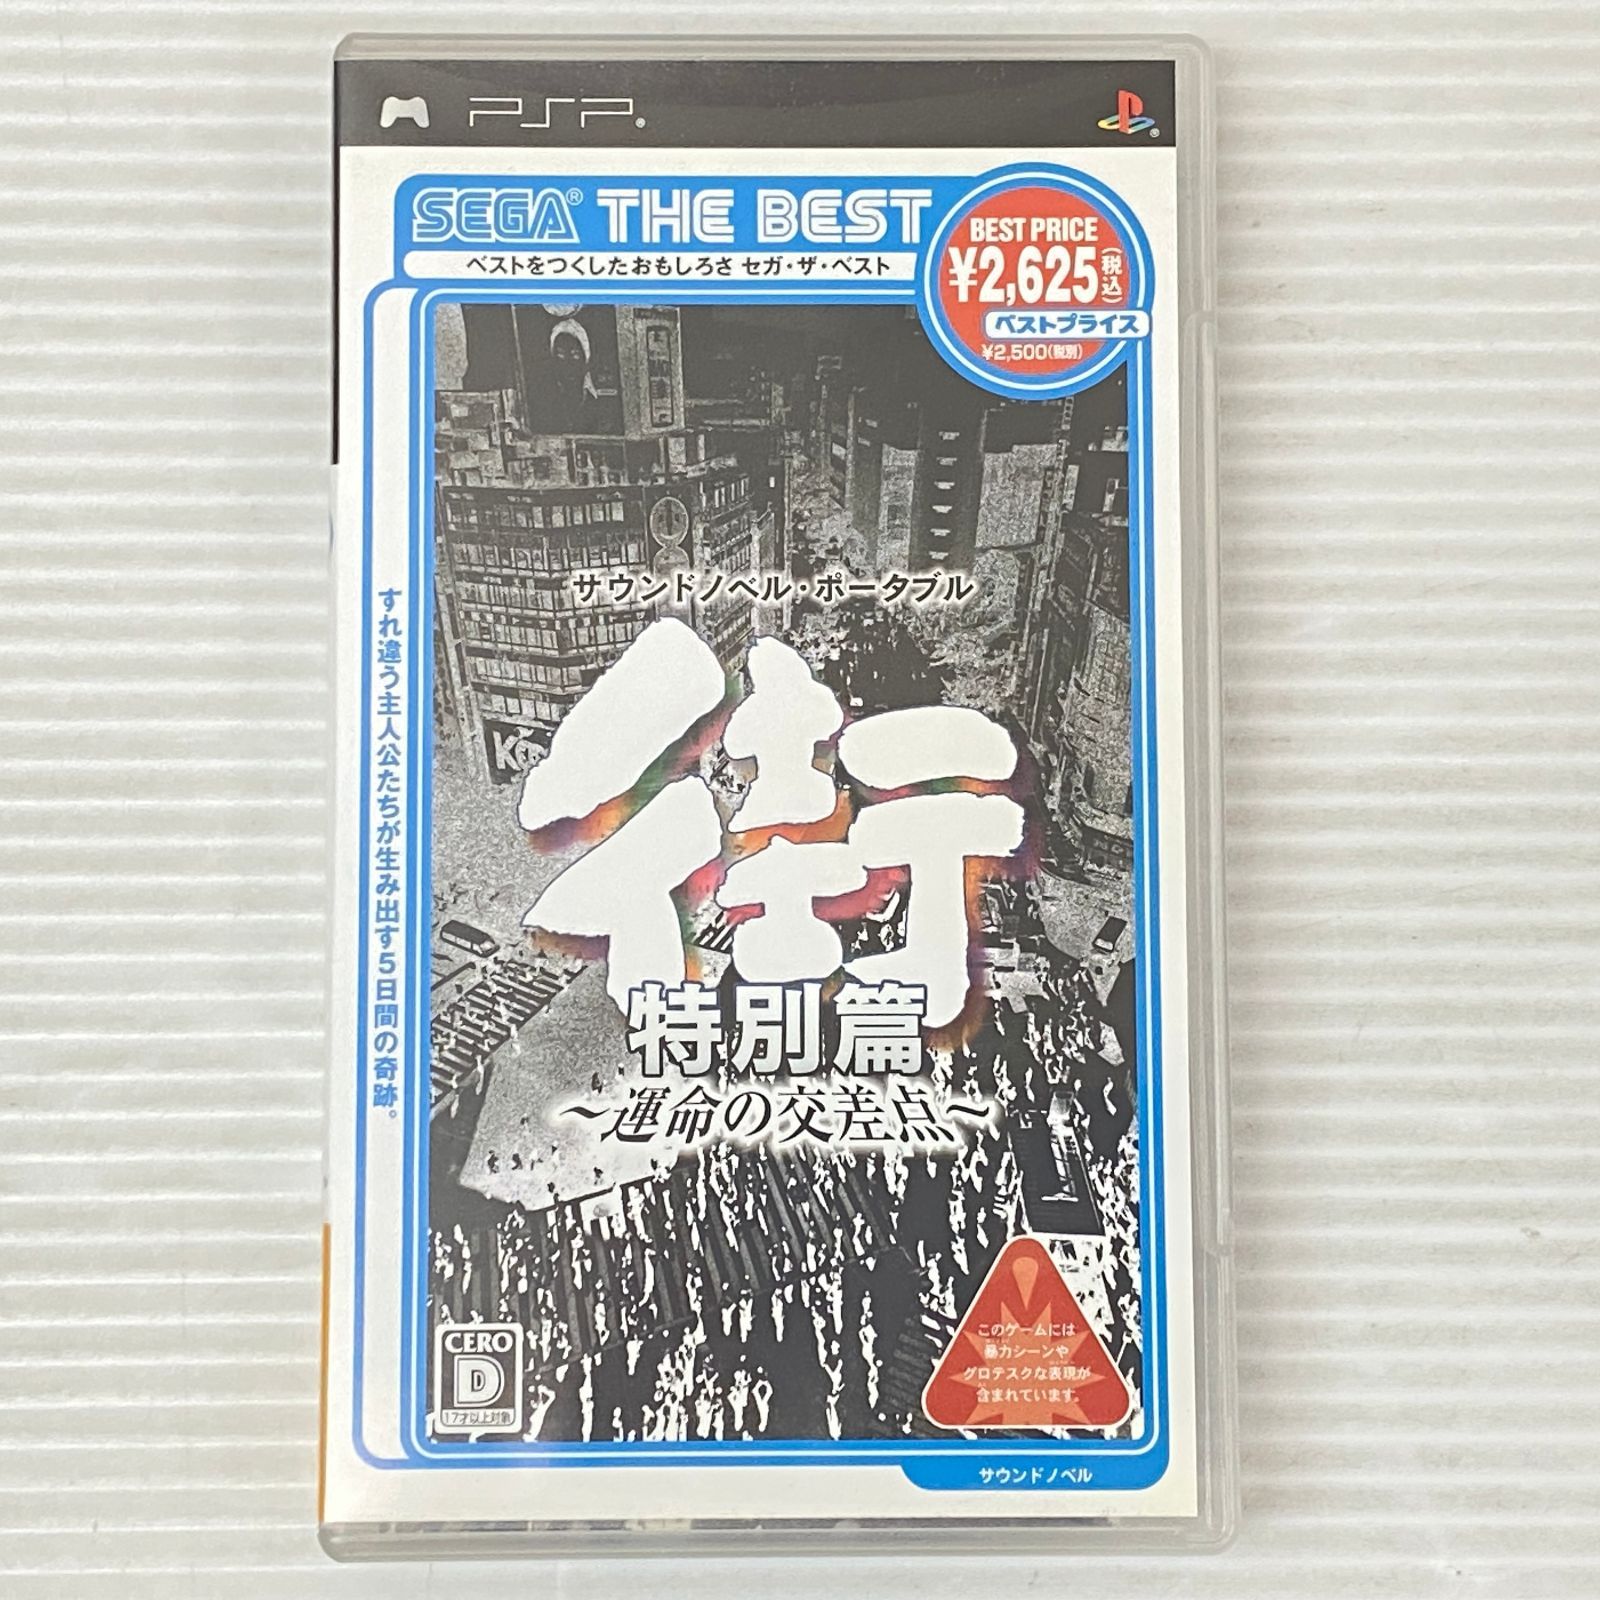 PSP®
SEGA® THE BEST
ベストをつくしたおもしろさ セガ・ザ・ベスト
BEST PRICE
¥2,625(税込)
ベストプライス
¥2,500(税別)
サウンドノベル・ポータブル
街
特別篇
～運命の交差点～
すれ違う主人公たちが生み出す5日間の奇跡。
CERO
D
17才以上対象
このゲームには
暴力シーンや
グロテスクな表現が
含まれています。
サウンドノベル